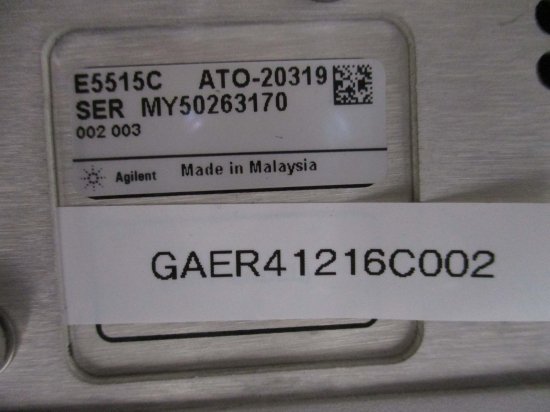 E5515C ATO-20319
SER MY50263170
002 003
Agilent Made in Malaysia
GAER41216C002